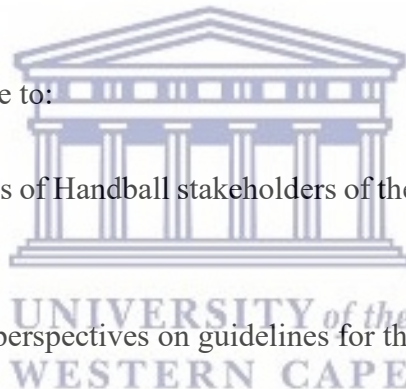 e to:
s of Handball stakeholders of the
UNIVERSITY of the
perspectives on guidelines for th
WESTERN CAPE